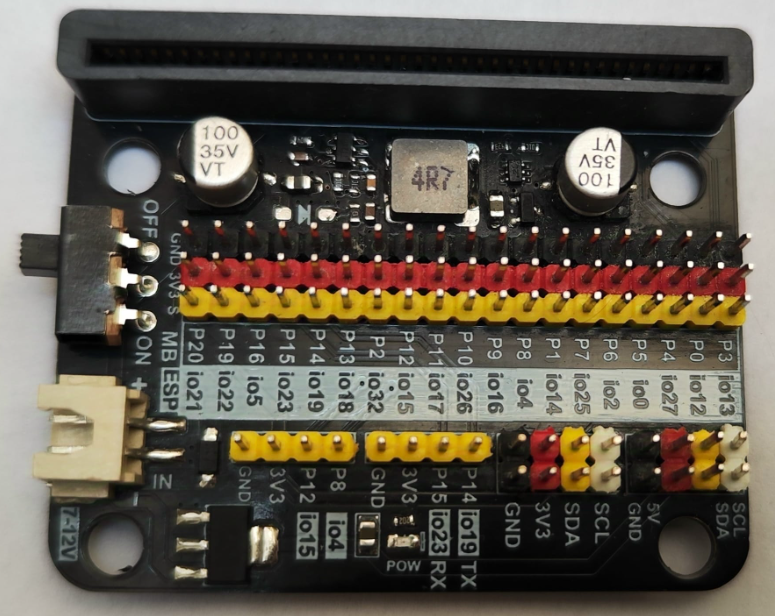 100
35V
VT
4R7
100
35V
VT
OFF
ON
GND 3V3 S
MB P20 P19 P16 P15 P14 P13 P2 P12 P11 P10 P9 P8 P1 P7 P6 P5 P4 P0 P3
ESP io21 io22 io5 io23 io19 io18 io32 io15 io17 io26 io16 io4 io14 io25 io2 io0 io27 io12 io13
+
IN
-
7-12V
GND 3V3 P12 P8
io15 io4
GND 3V3 P15 P14
io23 io19
RX TX
POW
GND 3V3 SDA SCL
GND 5V SDA SCL